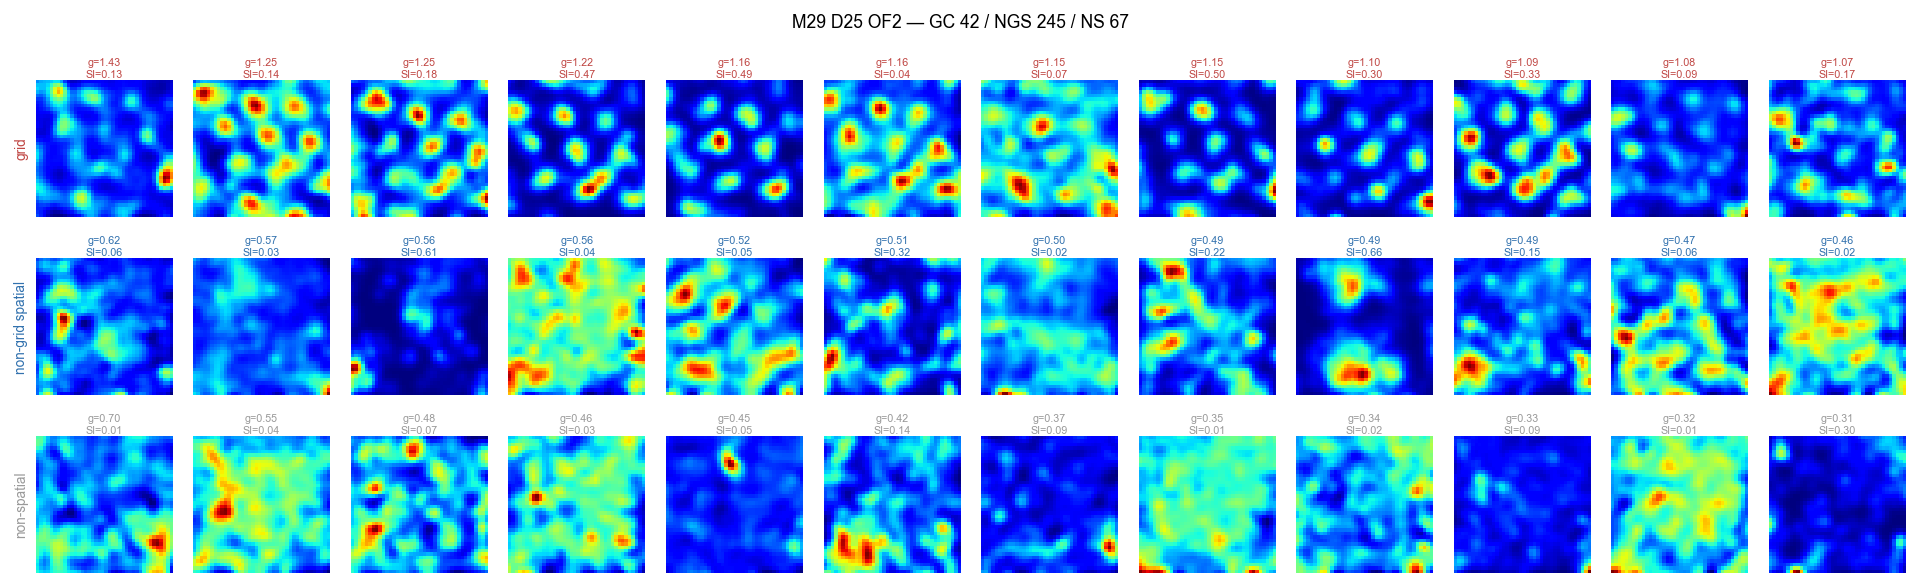 M29 D25 OF2 — GC 42 / NGS 245 / NS 67
g=1.43
SI=0.13
g=1.25
SI=0.14
g=1.25
SI=0.18
g=1.22
SI=0.47
g=1.16
SI=0.49
g=1.16
SI=0.04
g=1.15
SI=0.07
g=1.15
SI=0.50
g=1.10
SI=0.30
g=1.09
SI=0.33
g=1.08
SI=0.09
g=1.07
SI=0.17
grid
g=0.62
SI=0.06
g=0.57
SI=0.03
g=0.56
SI=0.61
g=0.56
SI=0.04
g=0.52
SI=0.05
g=0.51
SI=0.32
g=0.50
SI=0.02
g=0.49
SI=0.22
g=0.49
SI=0.66
g=0.49
SI=0.15
g=0.47
SI=0.06
g=0.46
SI=0.02
non-grid spatial
g=0.70
SI=0.01
g=0.55
SI=0.04
g=0.48
SI=0.07
g=0.46
SI=0.03
g=0.45
SI=0.05
g=0.42
SI=0.14
g=0.37
SI=0.09
g=0.35
SI=0.01
g=0.34
SI=0.02
g=0.33
SI=0.09
g=0.32
SI=0.01
g=0.31
SI=0.30
non-spatial